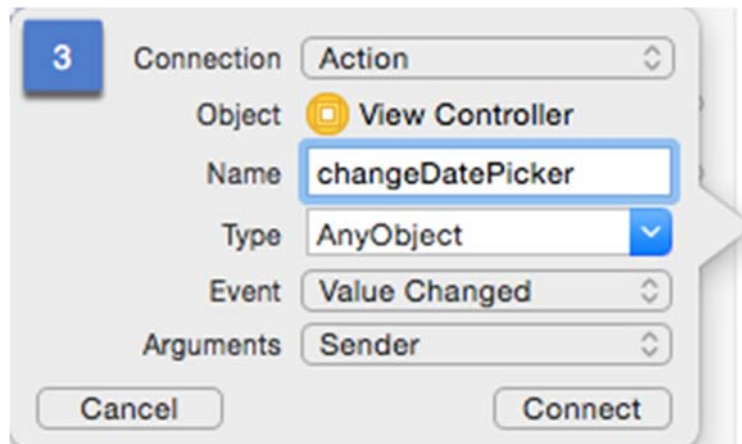 3
Connection Action
Object View Controller
Name changeDatePicker
Type AnyObject
Event Value Changed
Arguments Sender
Cancel Connect